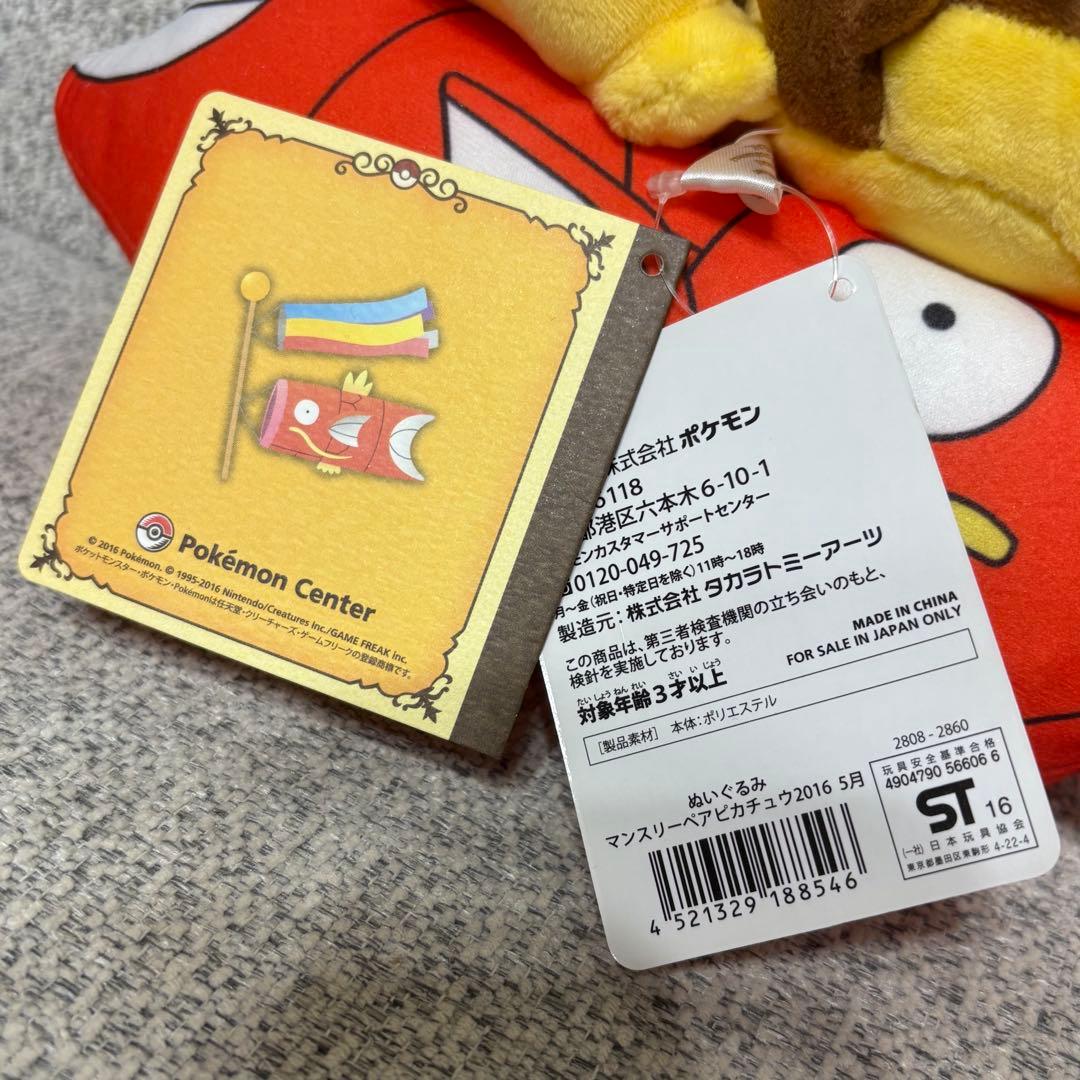 Pokémon Center
© 2016 Pokémon. © 1995-2016 Nintendo/Creatures Inc./GAME FREAK inc.
ポケットモンスター・ポケモン・Pokémonは任天堂・クリーチャーズ・ゲームフリークの登録商標です。
式会社 ポケモン
6118
港区六本木6-10-1
モンカスタマーサポートセンター
0120-049-725
月～金(祝日・特定日を除く)11時～18時
製造元：株式会社 タカラトミーアーツ
この商品は、第三者検査機関の立ち会いのもと、
検針を実施しております。
MADE IN CHINA
FOR SALE IN JAPAN ONLY
たいしょうねんれい さいいじょう
対象年齢3才以上
［製品素材］ 本体：ポリエステル
2808-2860
玩具安全基準合格
4904790 56606 6
ST 16
(一社)日本玩具協会
東京都墨田区東駒形 4-22-4
ぬいぐるみ
マンスリーペアピカチュウ2016 5月
4 521329 188546